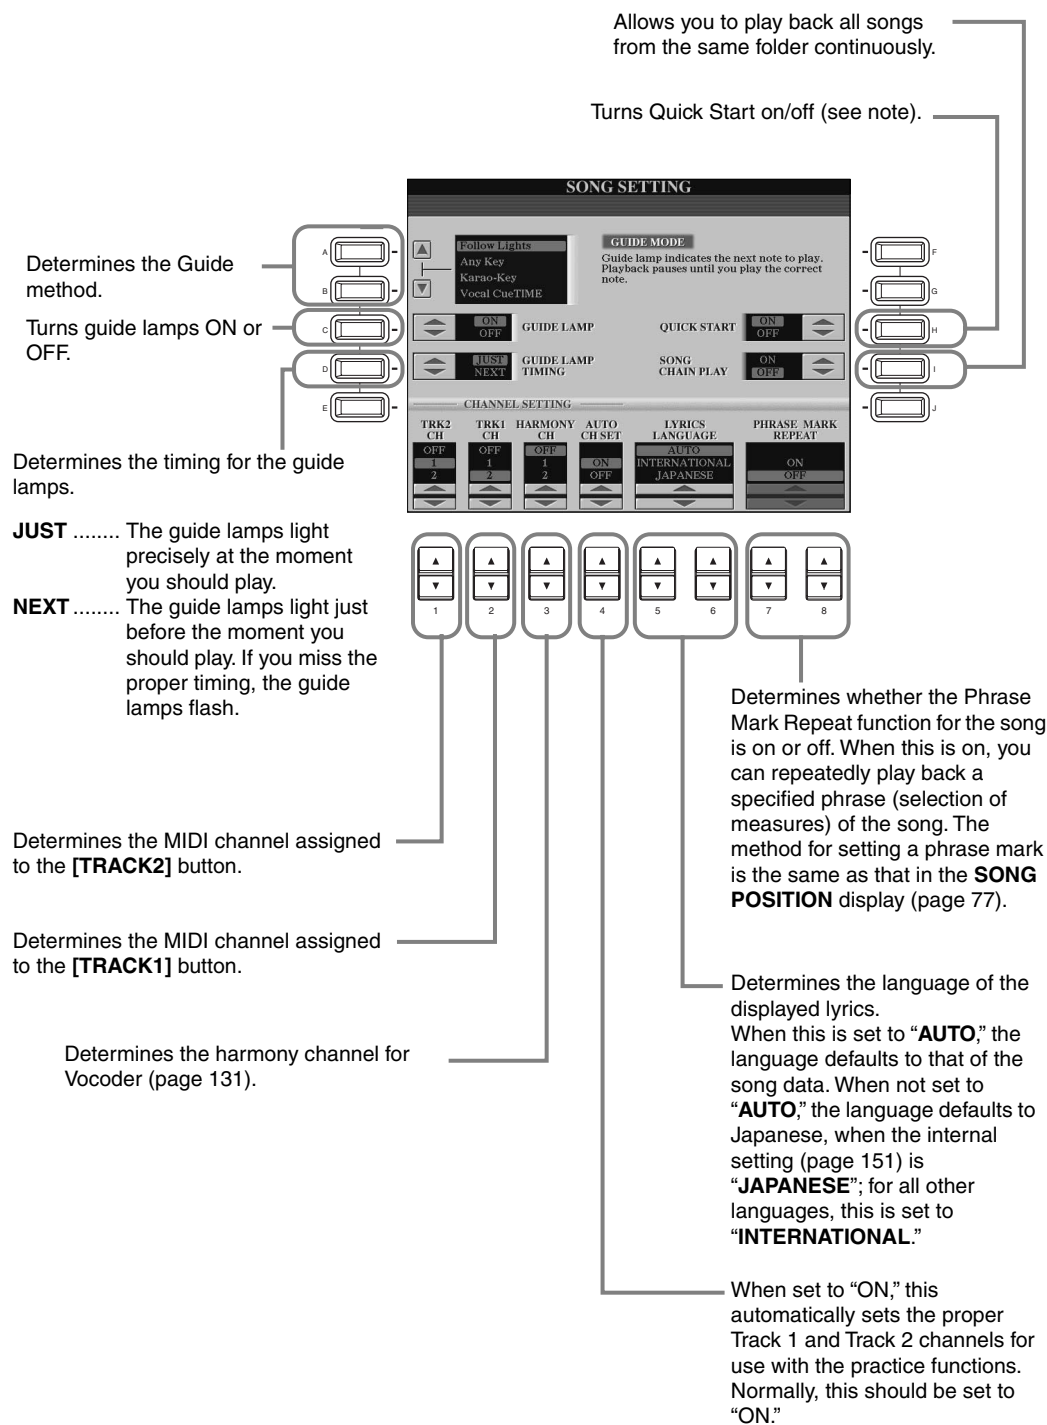 Allows you to play back all songs
from the same folder continuously.
Turns Quick Start on/off (see note).
SONG SETTING
A
B
C
D
E
F
G
H
I
J
Follow Lights
Any Key
Karao-Key
Vocal CueTIME
GUIDE MODE
Guide lamp indicates the next note to play.
Playback pauses until you play the correct
note.
ON
OFF
GUIDE LAMP
QUICK START
ON
OFF
JUST
NEXT
GUIDE LAMP
TIMING
SONG
CHAIN PLAY
ON
OFF
CHANNEL SETTING
TRK2
CH
OFF
1
2
TRK1
CH
OFF
1
2
HARMONY
CH
OFF
1
2
AUTO
CH SET
ON
OFF
LYRICS
LANGUAGE
AUTO
INTERNATIONAL
JAPANESE
PHRASE MARK
REPEAT
ON
OFF
1 2 3 4 5 6 7 8
Determines the Guide
method.
Turns guide lamps ON or
OFF.
Determines the timing for the guide
lamps.
JUST ........ The guide lamps light
precisely at the moment
you should play.
NEXT ........ The guide lamps light just
before the moment you
should play. If you miss the
proper timing, the guide
lamps flash.
Determines the MIDI channel assigned
to the [TRACK2] button.
Determines the MIDI channel assigned
to the [TRACK1] button.
Determines the harmony channel for
Vocoder (page 131).
Determines whether the Phrase
Mark Repeat function for the song
is on or off. When this is on, you
can repeatedly play back a
specified phrase (selection of
measures) of the song. The
method for setting a phrase mark
is the same as that in the SONG
POSITION display (page 77).
Determines the language of the
displayed lyrics.
When this is set to “AUTO,” the
language defaults to that of the
song data. When not set to
“AUTO,” the language defaults to
Japanese, when the internal
setting (page 151) is
“JAPANESE”; for all other
languages, this is set to
“INTERNATIONAL.”
When set to “ON,” this
automatically sets the proper
Track 1 and Track 2 channels for
use with the practice functions.
Normally, this should be set to
“ON.”